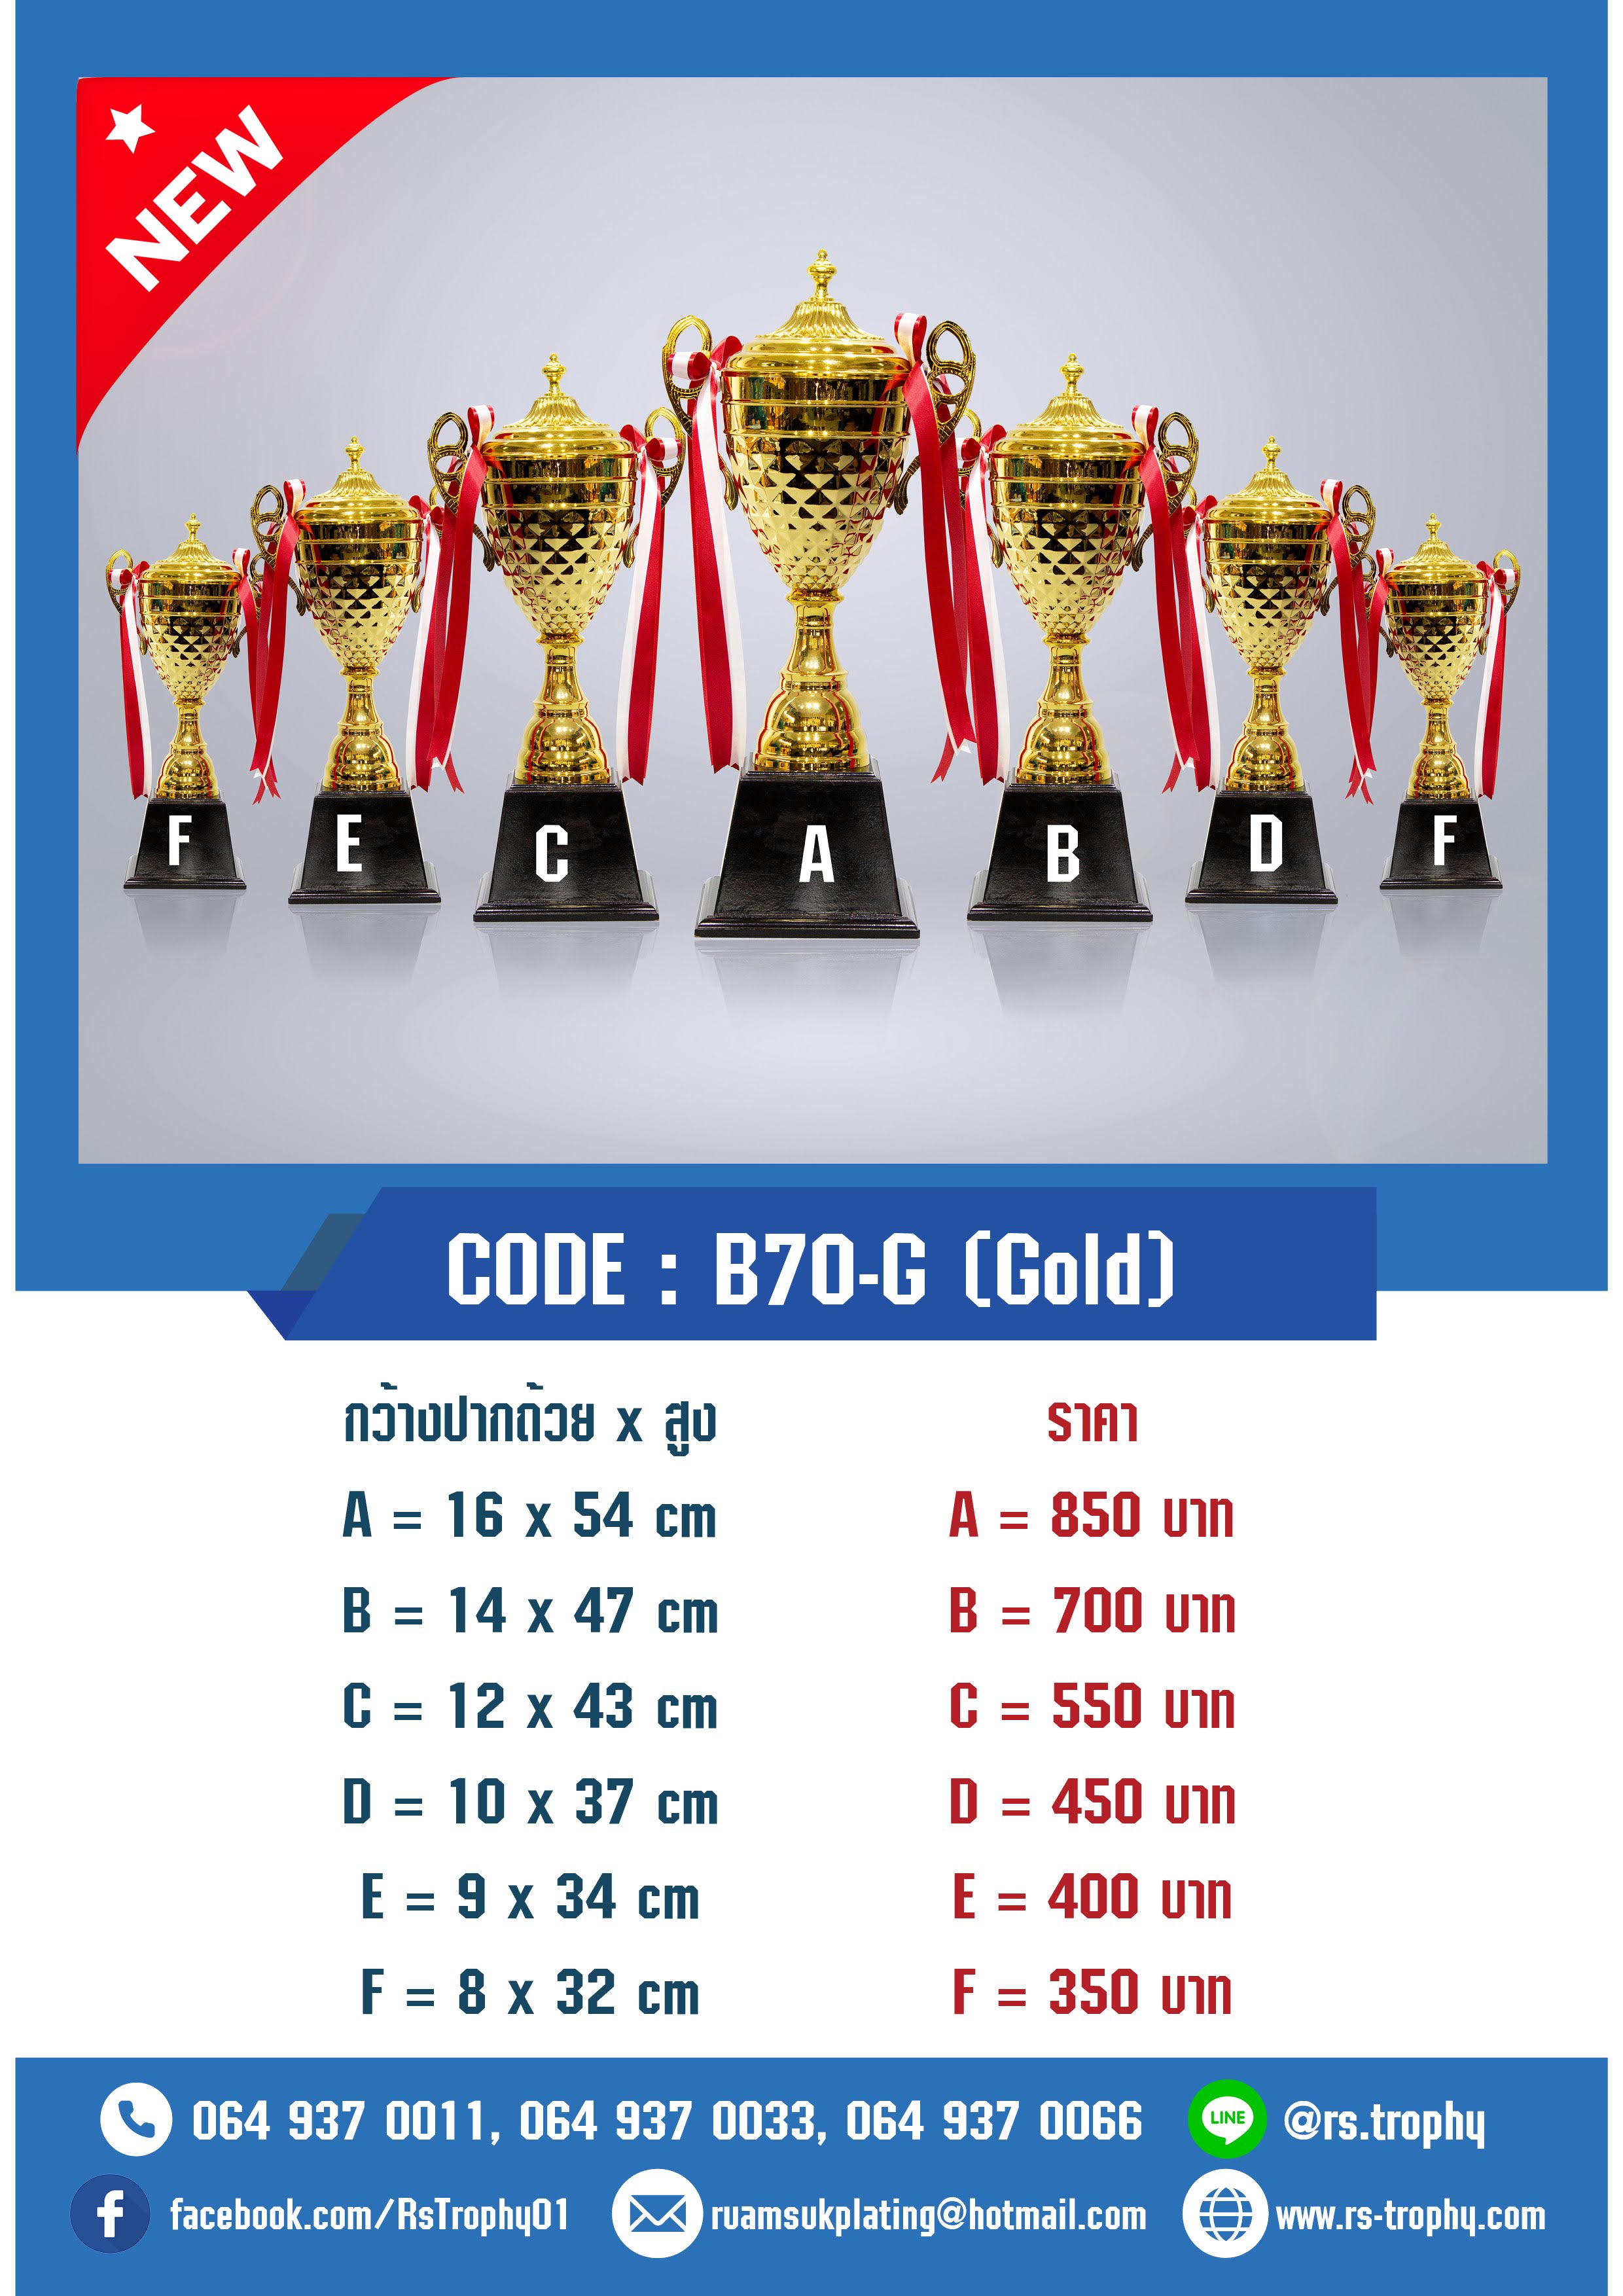 NEW
F E C A B D F
CODE : B70-G (Gold)
กว้างปากถ้วย x สูง ราคา
A = 16 x 54 cm A = 850 บาท
B = 14 x 47 cm B = 700 บาท
C = 12 x 43 cm C = 550 บาท
D = 10 x 37 cm D = 450 บาท
E = 9 x 34 cm E = 400 บาท
F = 8 x 32 cm F = 350 บาท
064 937 0011, 064 937 0033, 064 937 0066 LINE @rs.trophy
f facebook.com/RsTrophy01 ruamsukplating@hotmail.com www.rs-trophy.com